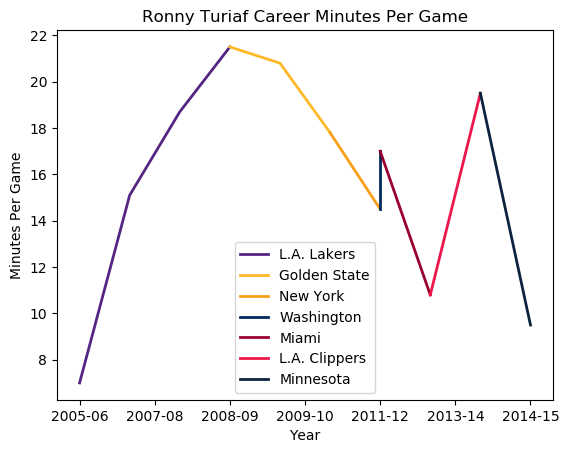 Ronny Turiaf Career Minutes Per Game
22
20
18
16
14
12
10
8
Minutes Per Game
L.A. Lakers
Golden State
New York
Washington
Miami
L.A. Clippers
Minnesota
2005-06 2007-08 2008-09 2009-10 2011-12 2013-14 2014-15
Year